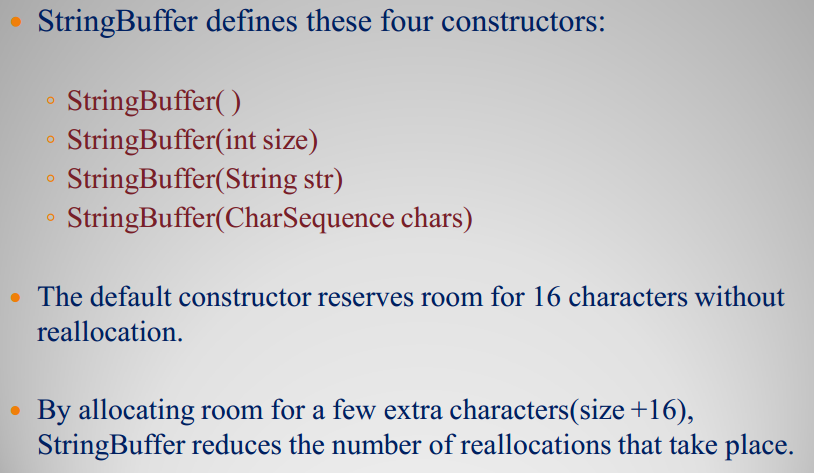 StringBuffer defines these four constructors:
StringBuffer( )
StringBuffer(int size)
StringBuffer(String str)
StringBuffer(CharSequence chars)
The default constructor reserves room for 16 characters without
reallocation.
By allocating room for a few extra characters(size +16),
StringBuffer reduces the number of reallocations that take place.